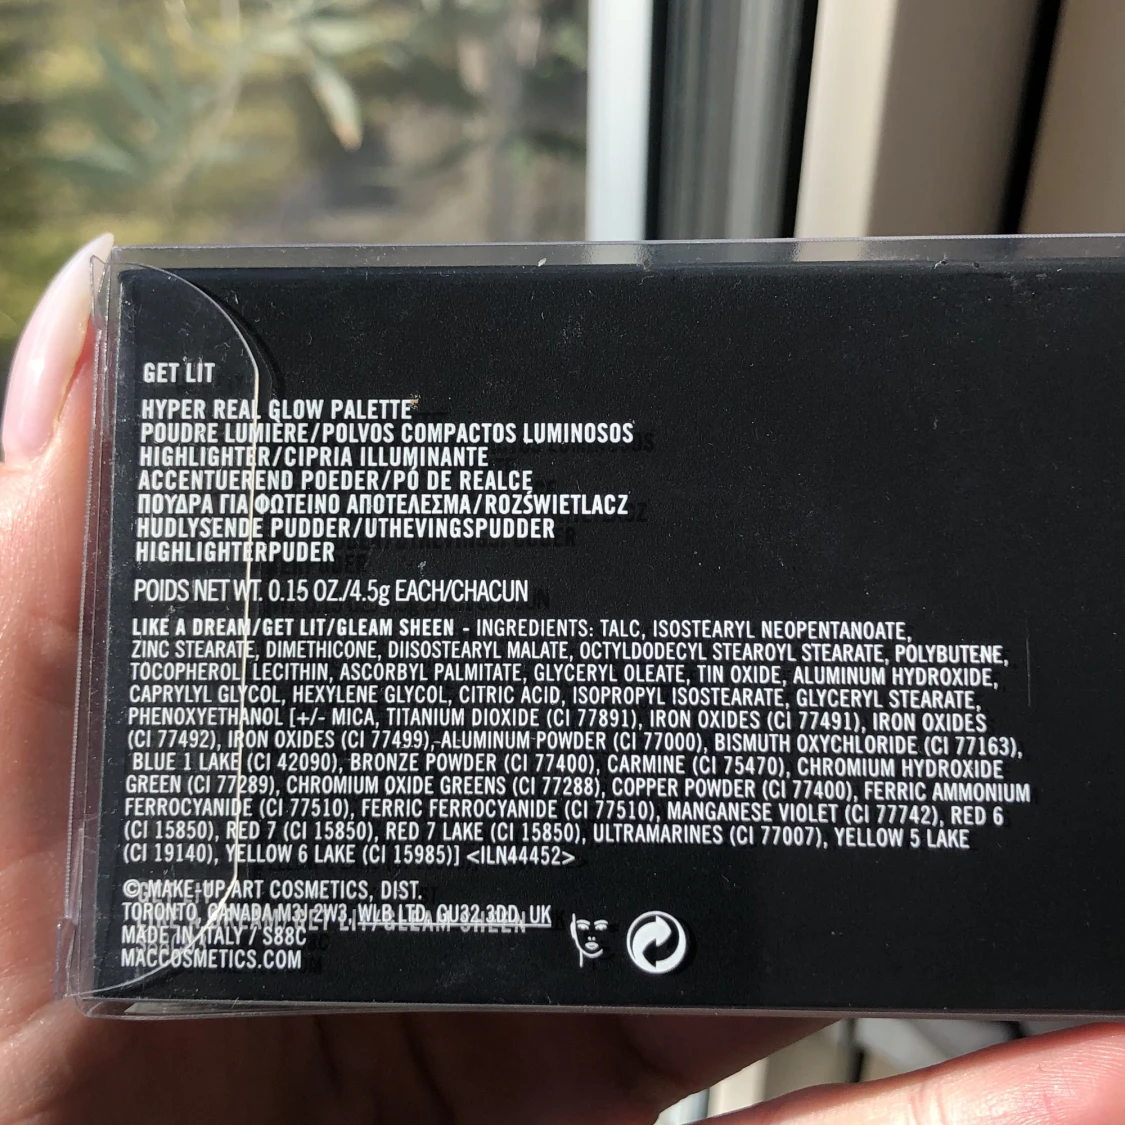 GET LIT
HYPER REAL GLOW PALETTE
POUDRE LUMIÈRE/POLVOS COMPACTOS LUMINOSOS
HIGHLIGHTER/CIPRIA ILLUMINANTE
ACCENTUEREND POEDER/PÓ DE REALCE
ΠΟΥΔΡΑ ΓΙΑ ΦΩΤΕΙΝΟ ΑΠΟΤΕΛΕΣΜΑ/ROZŚWIETLACZ
HUDLYSENDE PUDDER/UTHEVINGSPUDDER
HIGHLIGHTERPUDER
POIDS NET WT. 0.15 OZ./4.5g EACH/CHACUN
LIKE A DREAM/GET LIT/GLEAM SHEEN - INGREDIENTS: TALC, ISOSTEARYL NEOPENTANOATE,
ZINC STEARATE, DIMETHICONE, DIISOSTEARYL MALATE, OCTYLDODECYL STEAROYL STEARATE, POLYBUTENE,
TOCOPHEROL, LECITHIN, ASCORBYL PALMITATE, GLYCERYL OLEATE, TIN OXIDE, ALUMINUM HYDROXIDE,
CAPRYLYL GLYCOL, HEXYLENE GLYCOL, CITRIC ACID, ISOPROPYL ISOSTEARATE, GLYCERYL STEARATE,
PHENOXYETHANOL [+/- MICA, TITANIUM DIOXIDE (CI 77891), IRON OXIDES (CI 77491), IRON OXIDES
(CI 77492), IRON OXIDES (CI 77499), ALUMINUM POWDER (CI 77000), BISMUTH OXYCHLORIDE (CI 77163),
BLUE 1 LAKE (CI 42090), BRONZE POWDER (CI 77400), CARMINE (CI 75470), CHROMIUM HYDROXIDE
GREEN (CI 77289), CHROMIUM OXIDE GREENS (CI 77288), COPPER POWDER (CI 77400), FERRIC AMMONIUM
FERROCYANIDE (CI 77510), FERRIC FERROCYANIDE (CI 77510), MANGANESE VIOLET (CI 77742), RED 6
(CI 15850), RED 7 (CI 15850), RED 7 LAKE (CI 15850), ULTRAMARINES (CI 77007), YELLOW 5 LAKE
(CI 19140), YELLOW 6 LAKE (CI 15985)] <ILN44452>
© MAKE-UP ART COSMETICS, DIST.
TORONTO, CANADA M3J 2W3, WLB LTD, GU32 3DD, UK
MADE IN ITALY / S88C
MACCOSMETICS.COM